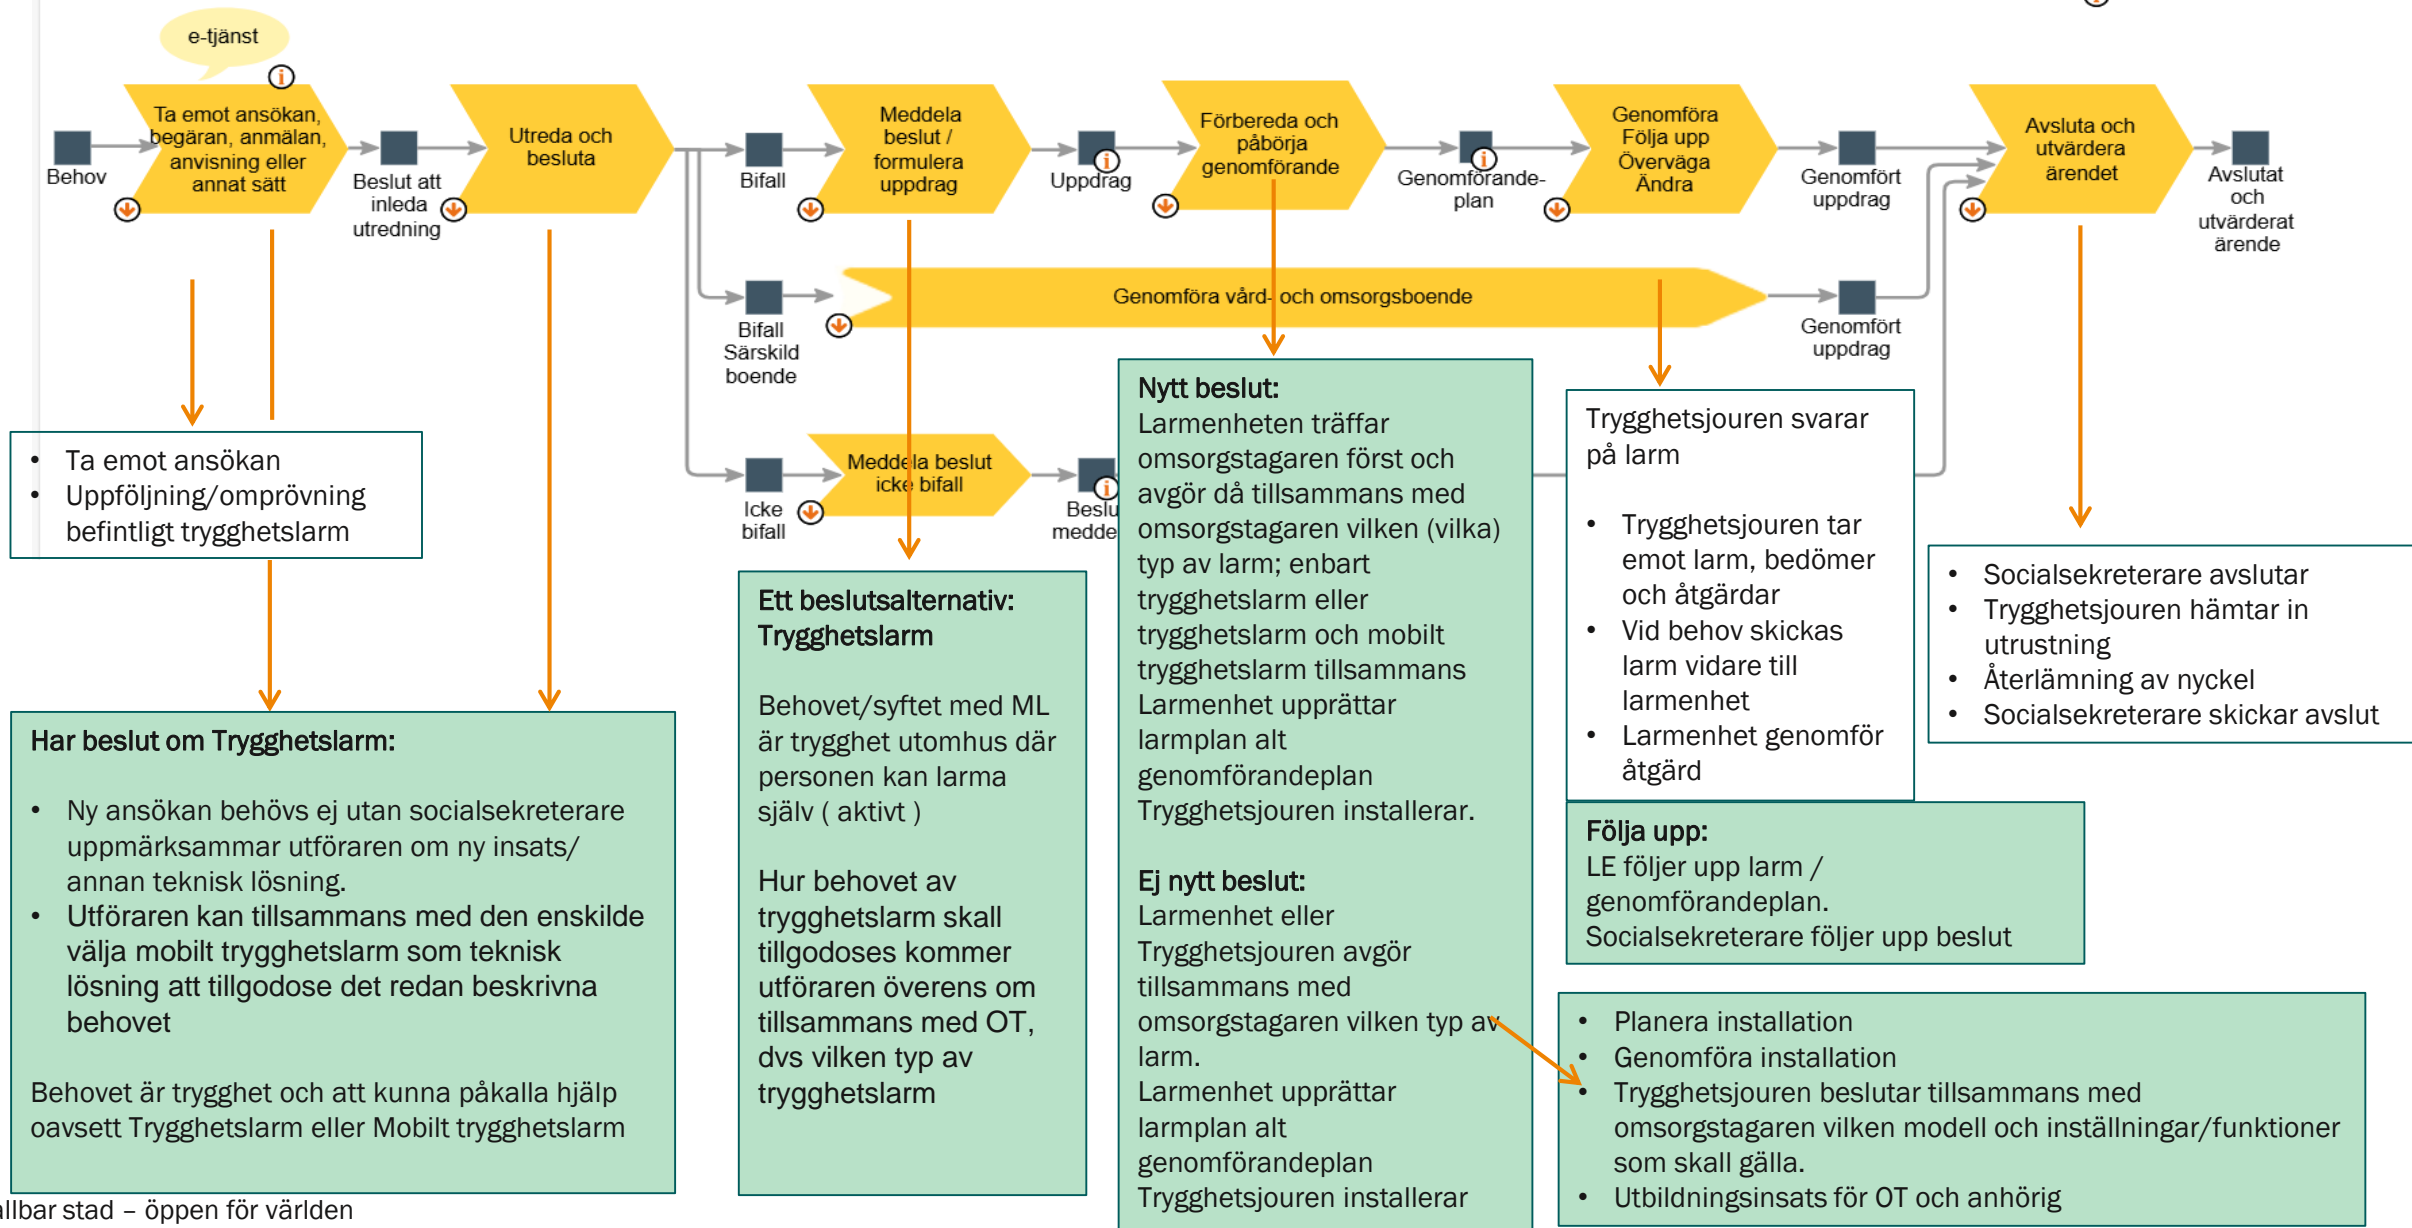 e-tjänst
Behov
Ta emot ansökan,
begäran, anmälan,
anvisning eller
annat sätt
Beslut att
inleda
utredning
Utreda och
besluta
Bifall
Meddela
beslut /
formulera
uppdrag
Uppdrag
Förbereda och
påbörja
genomförande
Genomförande-
plan
Genomföra
Följa upp
Överväga
Ändra
Genomfört
uppdrag
Avsluta och
utvärdera
ärendet
Avslutat
och
utvärderat
ärende
Bifall
Särskild
boende
Genomföra vård- och omsorgsboende
Genomfört
uppdrag
Icke
bifall
Meddela beslut
icke bifall
Beslu
medde
• Ta emot ansökan
• Uppföljning/omprövning
befintligt trygghetslarm
Har beslut om Trygghetslarm:
• Ny ansökan behövs ej utan socialsekreterare
uppmärksammar utföraren om ny insats/
annan teknisk lösning.
• Utföraren kan tillsammans med den enskilde
välja mobilt trygghetslarm som teknisk
lösning att tillgodose det redan beskrivna
behovet
Behovet är trygghet och att kunna påkalla hjälp
oavsett Trygghetslarm eller Mobilt trygghetslarm
Ett beslutsalternativ:
Trygghetslarm
Behovet/syftet med ML
är trygghet utomhus där
personen kan larma
själv ( aktivt )
Hur behovet av
trygghetslarm skall
tillgodoses kommer
utföraren överens om
tillsammans med OT,
dvs vilken typ av
trygghetslarm
Nytt beslut:
Larmenheten träffar
omsorgstagaren först och
avgör då tillsammans med
omsorgstagaren vilken (vilka)
typ av larm; enbart
trygghetslarm eller
trygghetslarm och mobilt
trygghetslarm tillsammans
Larmenhet upprättar
larmplan alt
genomförandeplan
Trygghetsjouren installerar.
Ej nytt beslut:
Larmenhet eller
Trygghetsjouren avgör
tillsammans med
omsorgstagaren vilken typ av
larm.
Larmenhet upprättar
larmplan alt
genomförandeplan
Trygghetsjouren installerar
Trygghetsjouren svarar
på larm
• Trygghetsjouren tar
emot larm, bedömer
och åtgärdar
• Vid behov skickas
larm vidare till
larmenhet
• Larmenhet genomför
åtgärd
Följa upp:
LE följer upp larm /
genomförandeplan.
Socialsekreterare följer upp beslut
• Socialsekreterare avslutar
• Trygghetsjouren hämtar in
utrustning
• Återlämning av nyckel
• Socialsekreterare skickar avslut
• Planera installation
• Genomföra installation
• Trygghetsjouren beslutar tillsammans med
omsorgstagaren vilken modell och inställningar/funktioner
som skall gälla.
• Utbildningsinsats för OT och anhörig
allbar stad – öppen för världen